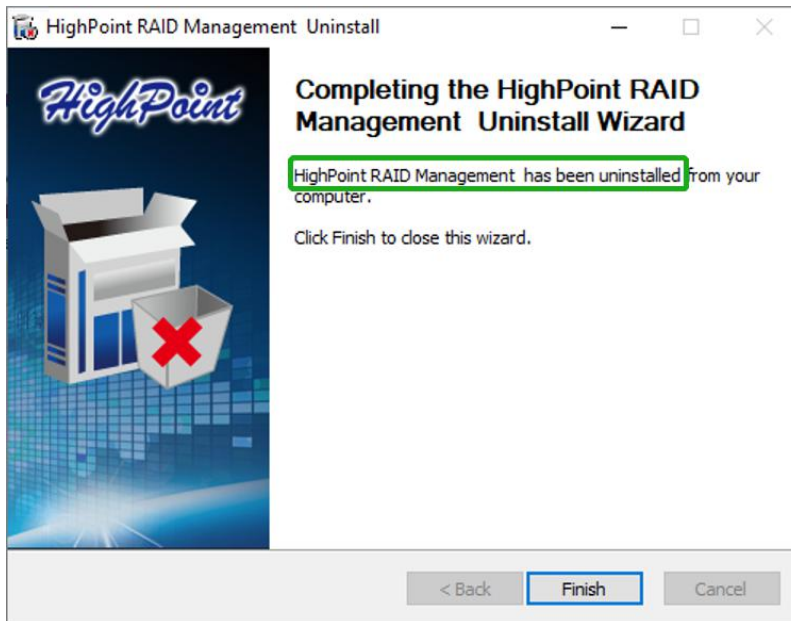 HighPoint RAID Management  Uninstall
HighPoint
Completing the HighPoint RAID
Management  Uninstall Wizard
HighPoint RAID Management  has been uninstalled from your
computer.
Click Finish to close this wizard.
< Back
Finish
Cancel